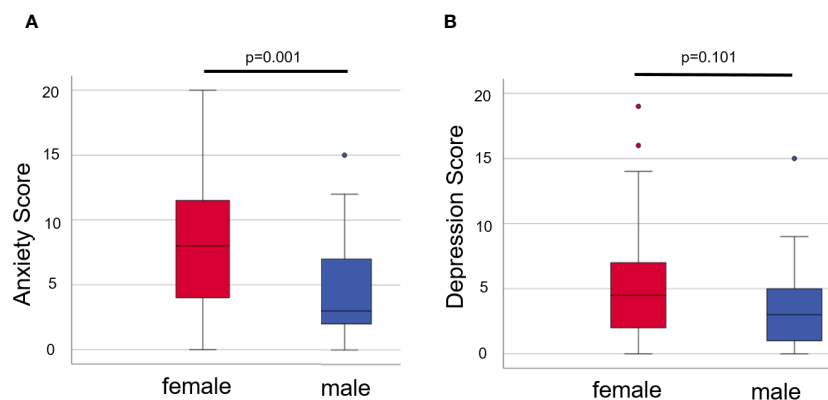 A
p=0.001
Anxiety Score
20
15
10
5
0
female
male
B
p=0.101
Depression Score
20
15
10
5
0
female
male